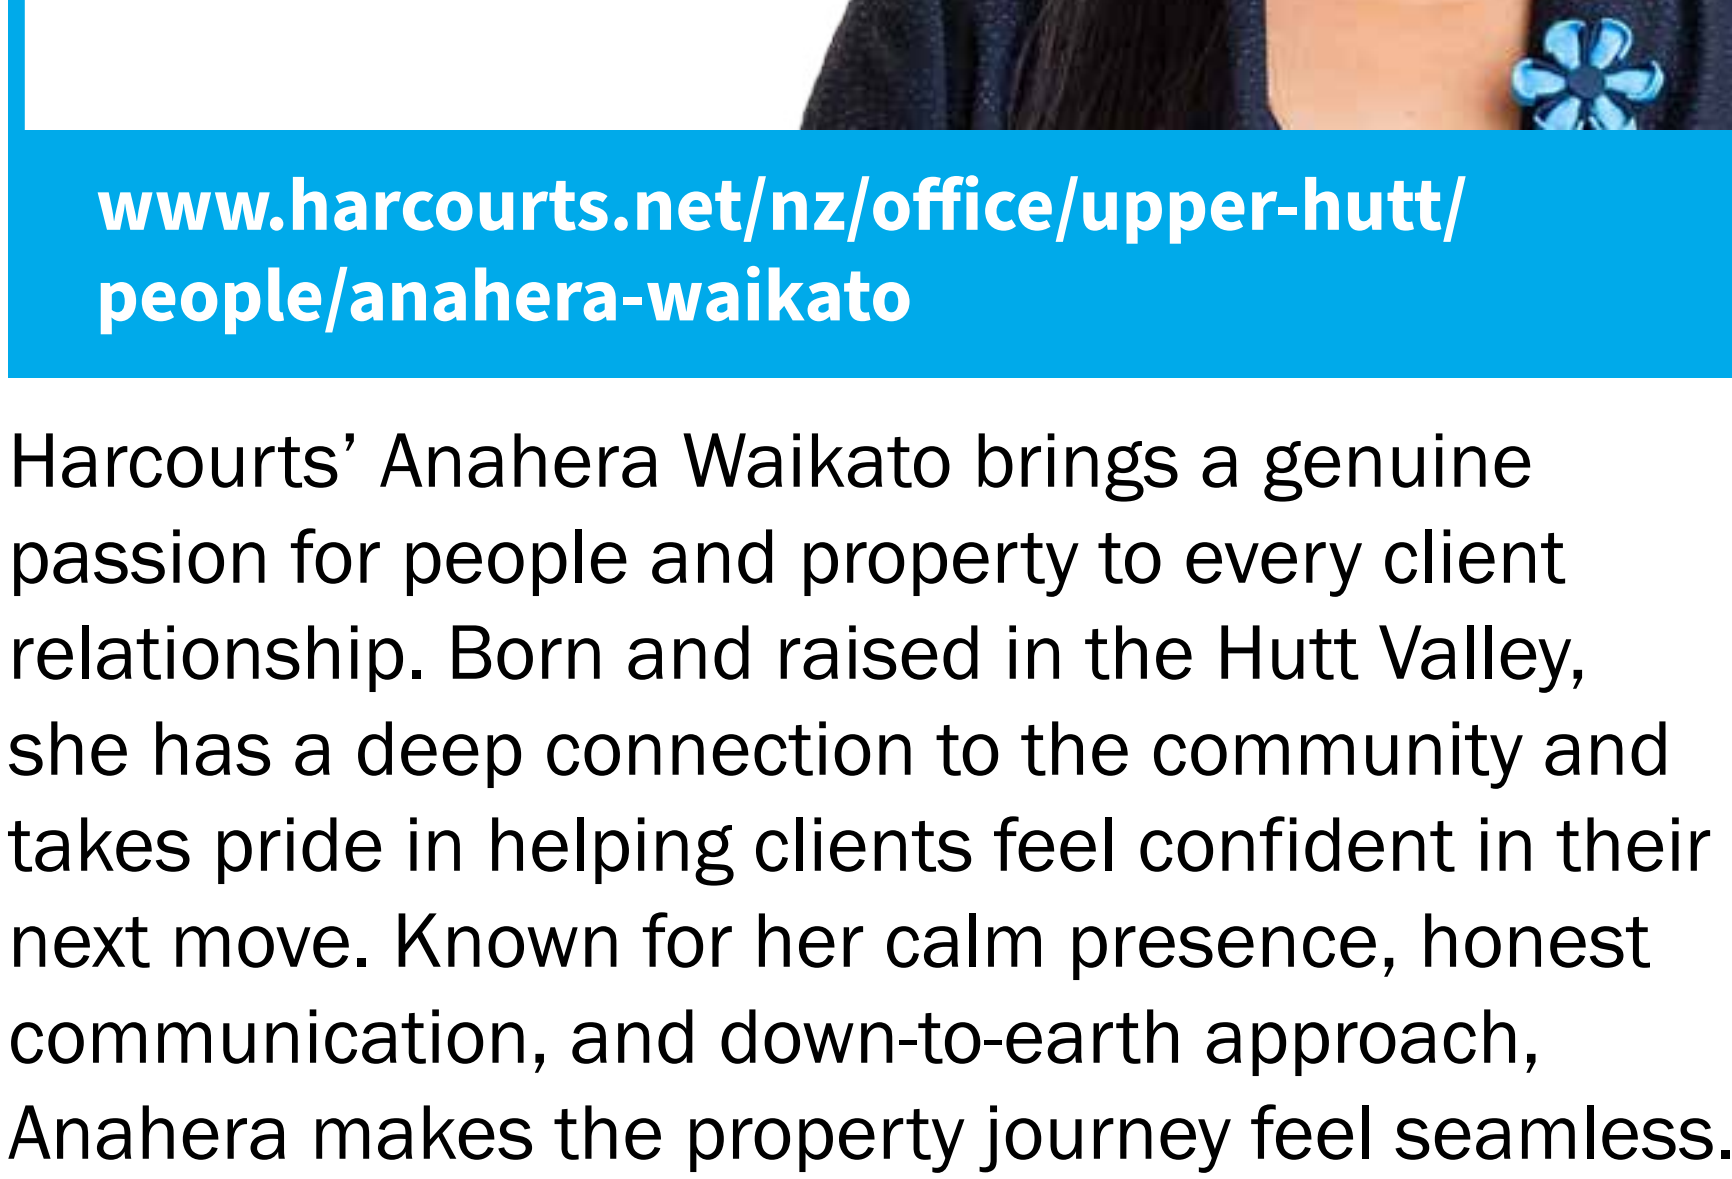 www.harcourts.net/nz/office/upper-hutt/
people/anahera-waikato
Harcourts’ Anahera Waikato brings a genuine
passion for people and property to every client
relationship. Born and raised in the Hutt Valley,
she has a deep connection to the community and
takes pride in helping clients feel confident in their
next move. Known for her calm presence, honest
communication, and down-to-earth approach,
Anahera makes the property journey feel seamless.